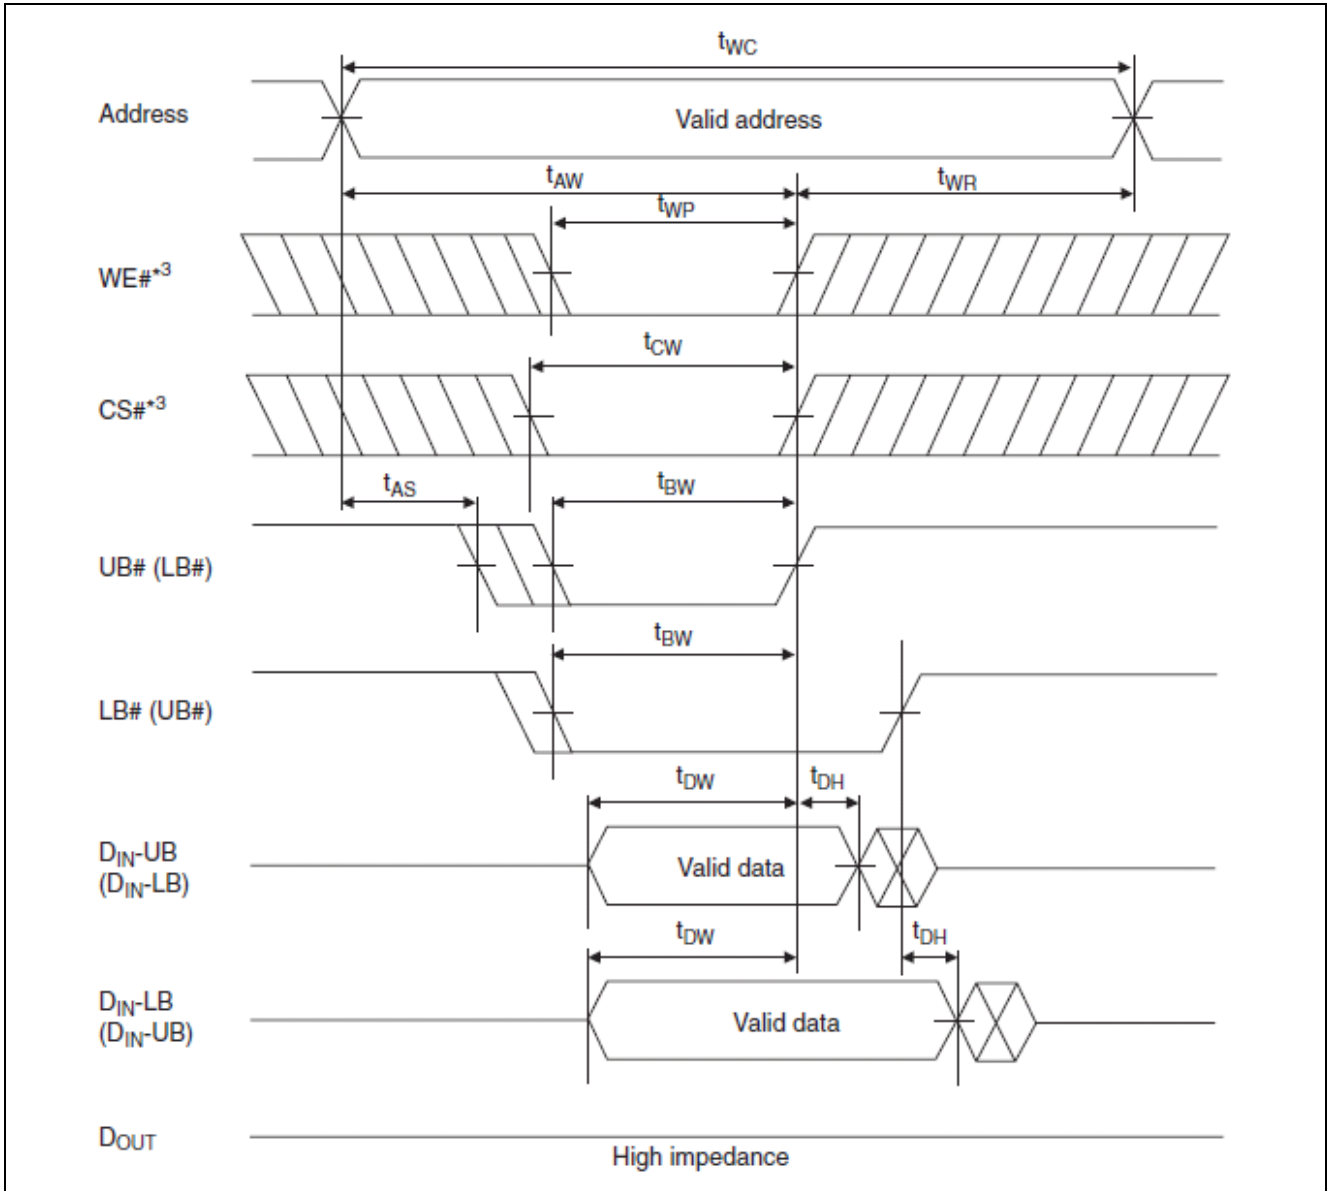 tWC
Address
Valid address
tAW
tWR
tWP
WE#*3
tCW
CS#*3
tAS
tBW
UB# (LB#)
tBW
LB# (UB#)
tDW
tDH
DIN-UB
(DIN-LB)
Valid data
tDW
tDH
DIN-LB
(DIN-UB)
Valid data
DOUT
High impedance